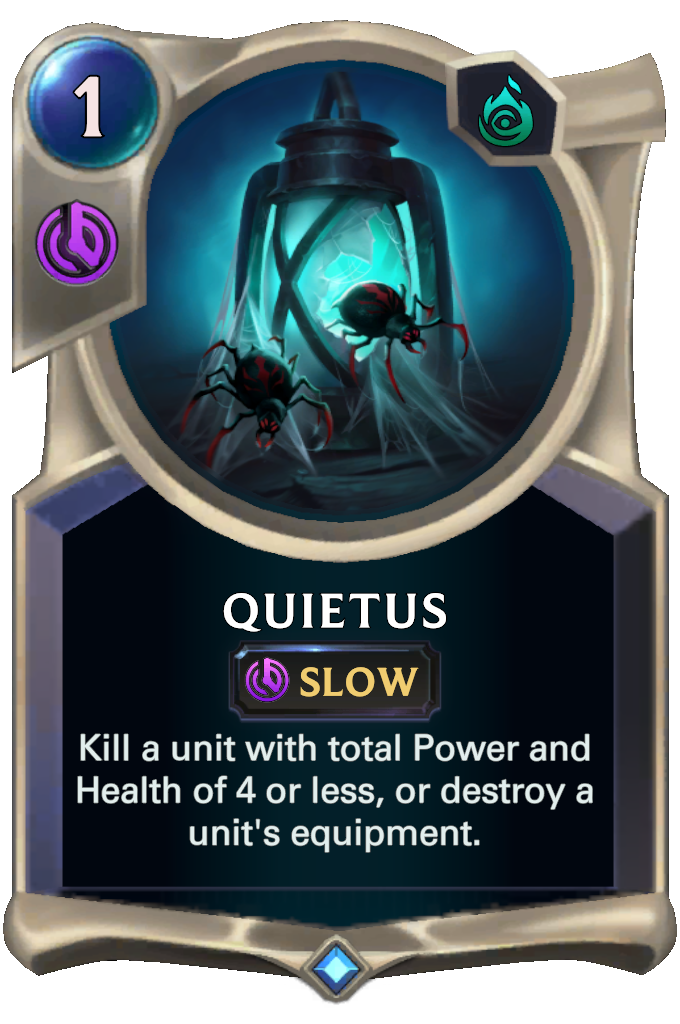 1
QUIETUS
SLOW
Kill a unit with total Power and
Health of 4 or less, or destroy a
unit's equipment.